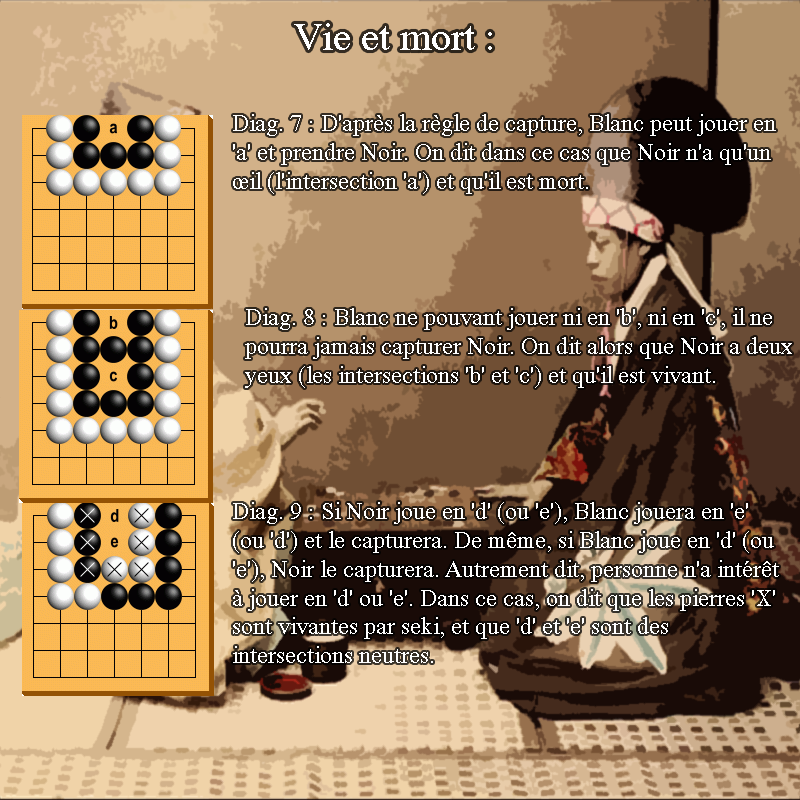 Vie et mort :
a
Diag. 7 : D'après la règle de capture, Blanc peut jouer en
'a' et prendre Noir. On dit dans ce cas que Noir n'a qu'un
œil (l'intersection 'a') et qu'il est mort.
b
c
Diag. 8 : Blanc ne pouvant jouer ni en 'b', ni en 'c', il ne
pourra jamais capturer Noir. On dit alors que Noir a deux
yeux (les intersections 'b' et 'c') et qu'il est vivant.
d
e
Diag. 9 : Si Noir joue en 'd' (ou 'e'), Blanc jouera en 'e'
(ou 'd') et le capturera. De même, si Blanc joue en 'd' (ou
'e'), Noir le capturera. Autrement dit, personne n'a intérêt
à jouer en 'd' ou 'e'. Dans ce cas, on dit que les pierres 'X'
sont vivantes par seki, et que 'd' et 'e' sont des
intersections neutres.